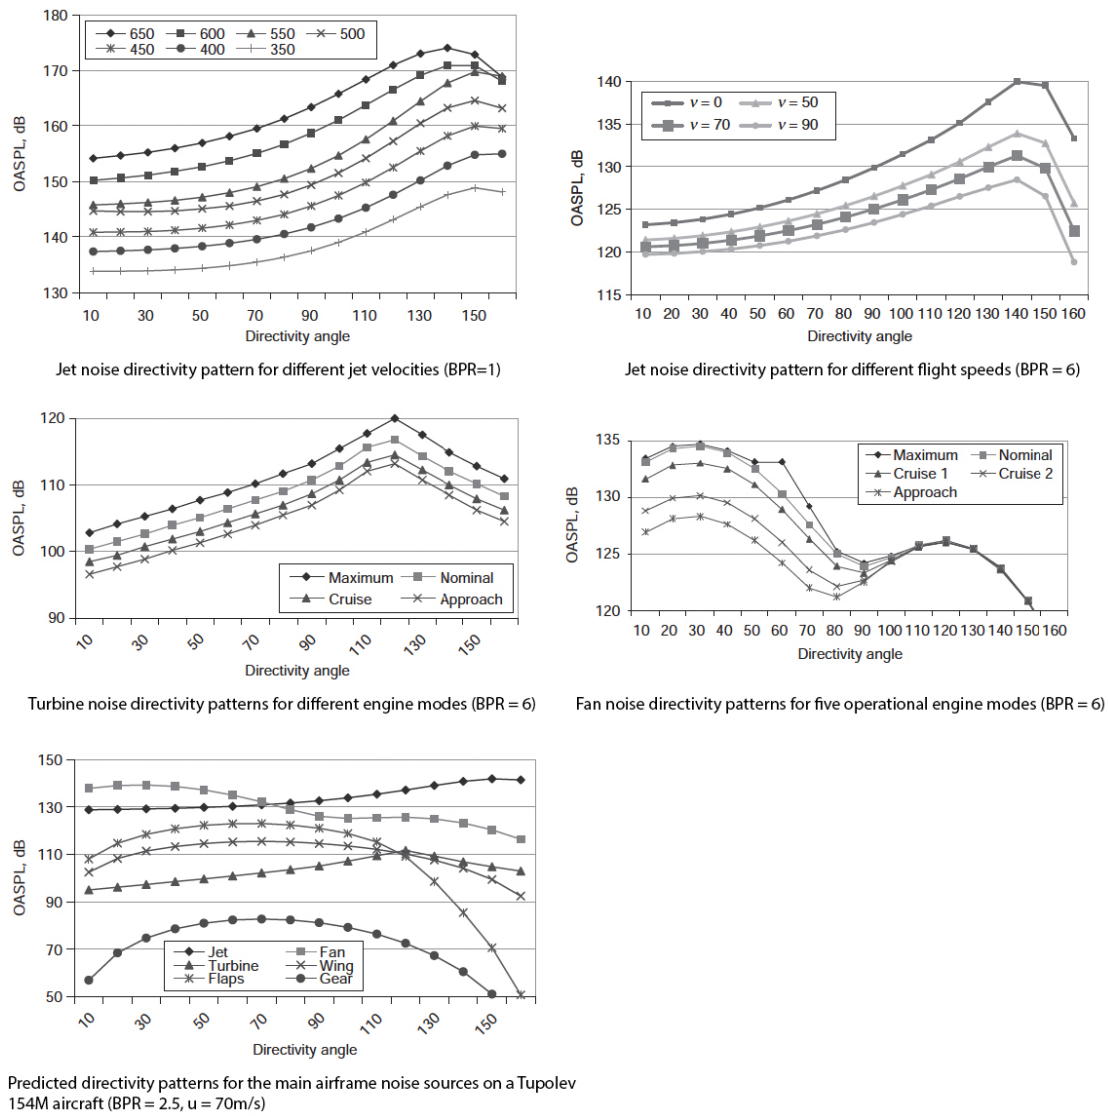 180
170
160
150
140
130
OASPL, dB
650 600 550 500
450 400 350
10 30 50 70 90 110 130 150
Directivity angle
Jet noise directivity pattern for different jet velocities (BPR=1)
140
135
130
125
120
115
OASPL, dB
v = 0 v = 50
v = 70 v = 90
10 20 30 40 50 60 70 80 90 100 110 120 130 140 150 160
Directivity angle
Jet noise directivity pattern for different flight speeds (BPR = 6)
120
110
100
90
OASPL, dB
Maximum Nominal
Cruise Approach
10 30 50 70 90 110 130 150
Directivity angle
Turbine noise directivity patterns for different engine modes (BPR = 6)
135
130
125
120
OASPL, dB
Maximum Nominal
Cruise 1 Cruise 2
Approach
10 20 30 40 50 60 70 80 90 100 110 120 130 140 150 160
Directivity angle
Fan noise directivity patterns for five operational engine modes (BPR = 6)
150
130
110
90
70
50
OASPL, dB
Jet Fan
Turbine Wing
Flaps Gear
10 30 50 70 90 110 130 150
Directivity angle
Predicted directivity patterns for the main airframe noise sources on a Tupolev
154M aircraft (BPR = 2.5, u = 70m/s)